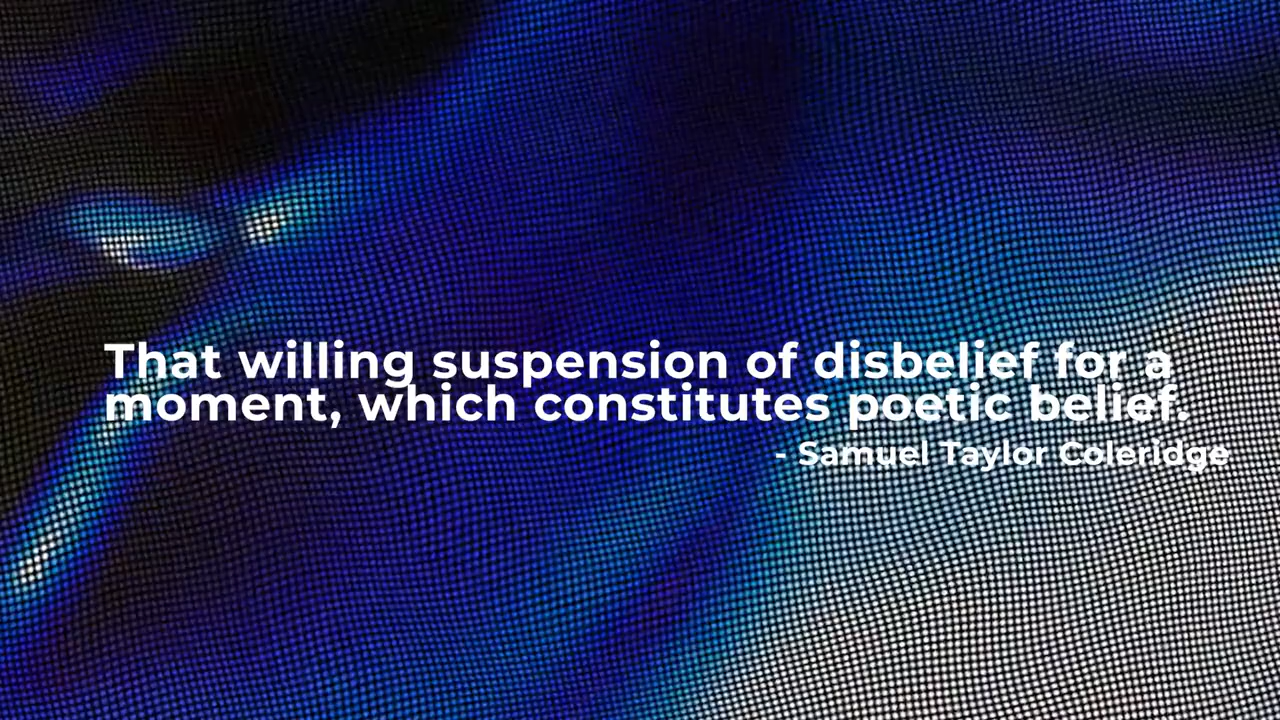 That willing suspension of disbelief for a
moment, which constitutes poetic belief.
- Samuel Taylor Coleridge